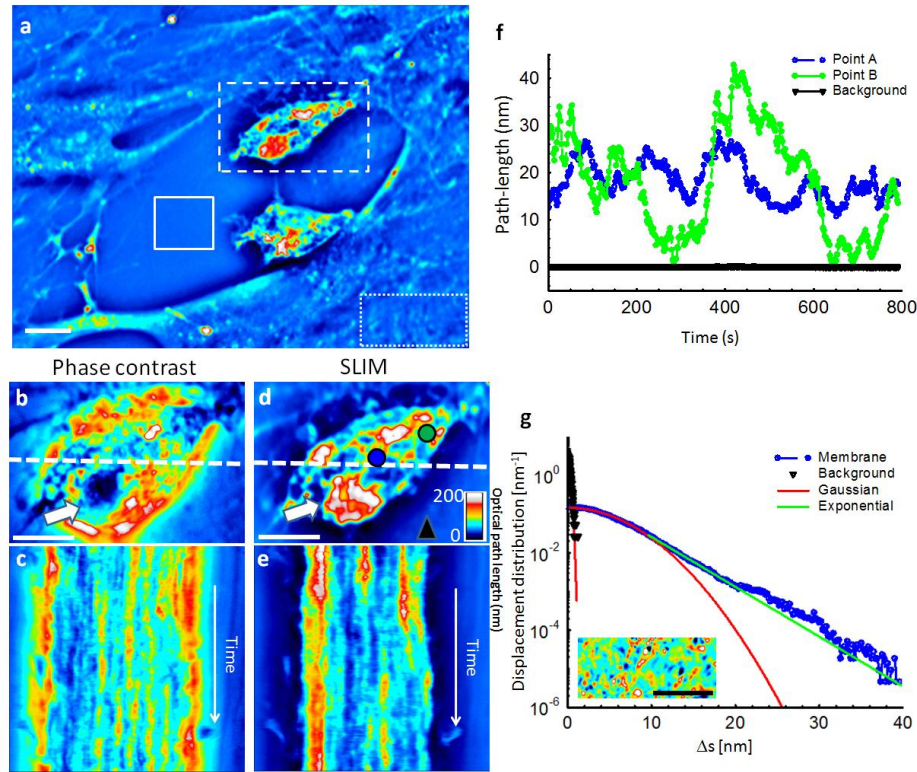 a
Phase contrast
SLIM
b
d
200
0
Optical path length (nm)
c
Time
e
Time
f
Point A
Point B
Background
Path-length (nm)
40
30
20
10
0
0
200
400
600
800
Time (s)
g
Membrane
Background
Gaussian
Exponential
Displacement distribution [nm⁻¹]
10⁰
10⁻²
10⁻⁴
10⁻⁶
0
10
20
30
40
Δs [nm]